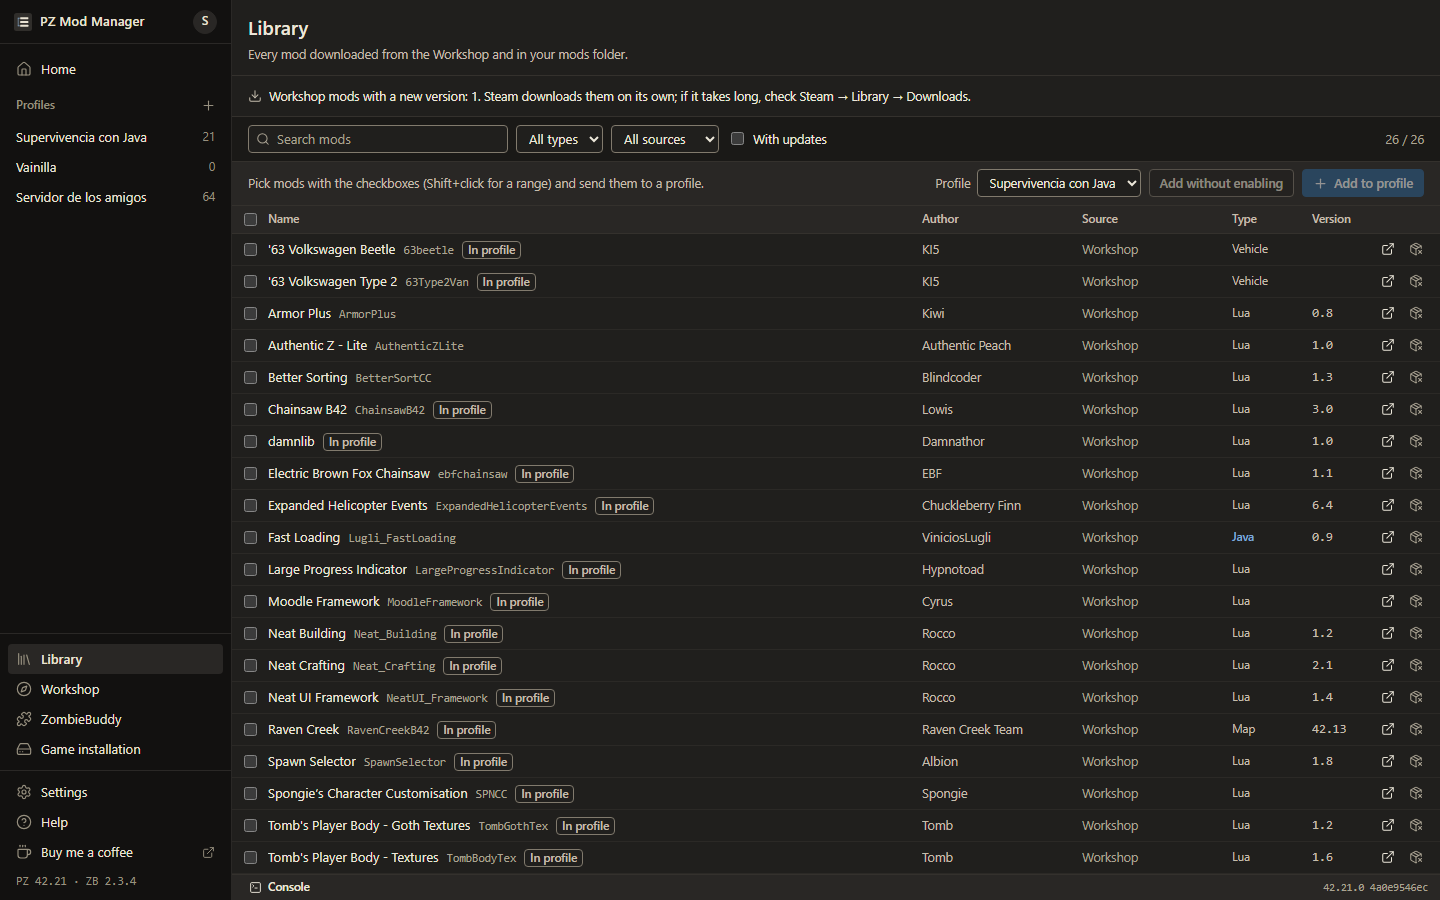 PZ Mod Manager
S
Home
Profiles
Supervivencia con Java 21
Vainilla 0
Servidor de los amigos 64
Library
Workshop
ZombieBuddy
Game installation
Settings
Help
Buy me a coffee
PZ 42.21 · ZB 2.3.4
Library
Every mod downloaded from the Workshop and in your mods folder.
Workshop mods with a new version: 1. Steam downloads them on its own; if it takes long, check Steam → Library → Downloads.
Search mods All types All sources With updates 26 / 26
Pick mods with the checkboxes (Shift+click for a range) and send them to a profile. Profile Supervivencia con Java Add without enabling + Add to profile
Name Author Source Type Version
'63 Volkswagen Beetle 63beetle In profile KI5 Workshop Vehicle
'63 Volkswagen Type 2 63Type2Van In profile KI5 Workshop Vehicle
Armor Plus ArmorPlus Kiwi Workshop Lua 0.8
Authentic Z - Lite AuthenticZLite Authentic Peach Workshop Lua 1.0
Better Sorting BetterSortCC Blindcoder Workshop Lua 1.3
Chainsaw B42 ChainsawB42 In profile Lowis Workshop Lua 3.0
damnlib In profile Damnathor Workshop Lua 1.0
Electric Brown Fox Chainsaw ebfchainsaw In profile EBF Workshop Lua 1.1
Expanded Helicopter Events ExpandedHelicopterEvents In profile Chuckleberry Finn Workshop Lua 6.4
Fast Loading Lugli_FastLoading ViniciosLugli Workshop Java 0.9
Large Progress Indicator LargeProgressIndicator In profile Hypnotoad Workshop Lua
Moodle Framework MoodleFramework In profile Cyrus Workshop Lua
Neat Building Neat_Building In profile Rocco Workshop Lua 1.2
Neat Crafting Neat_Crafting In profile Rocco Workshop Lua 2.1
Neat UI Framework NeatUI_Framework In profile Rocco Workshop Lua 1.4
Raven Creek RavenCreekB42 In profile Raven Creek Team Workshop Map 42.13
Spawn Selector SpawnSelector In profile Albion Workshop Lua 1.8
Spongie's Character Customisation SPNCC In profile Spongie Workshop Lua
Tomb's Player Body - Goth Textures TombGothTex In profile Tomb Workshop Lua 1.2
Tomb's Player Body - Textures TombBodyTex In profile Tomb Workshop Lua 1.6
Console 42.21.0 4a0e9546ec